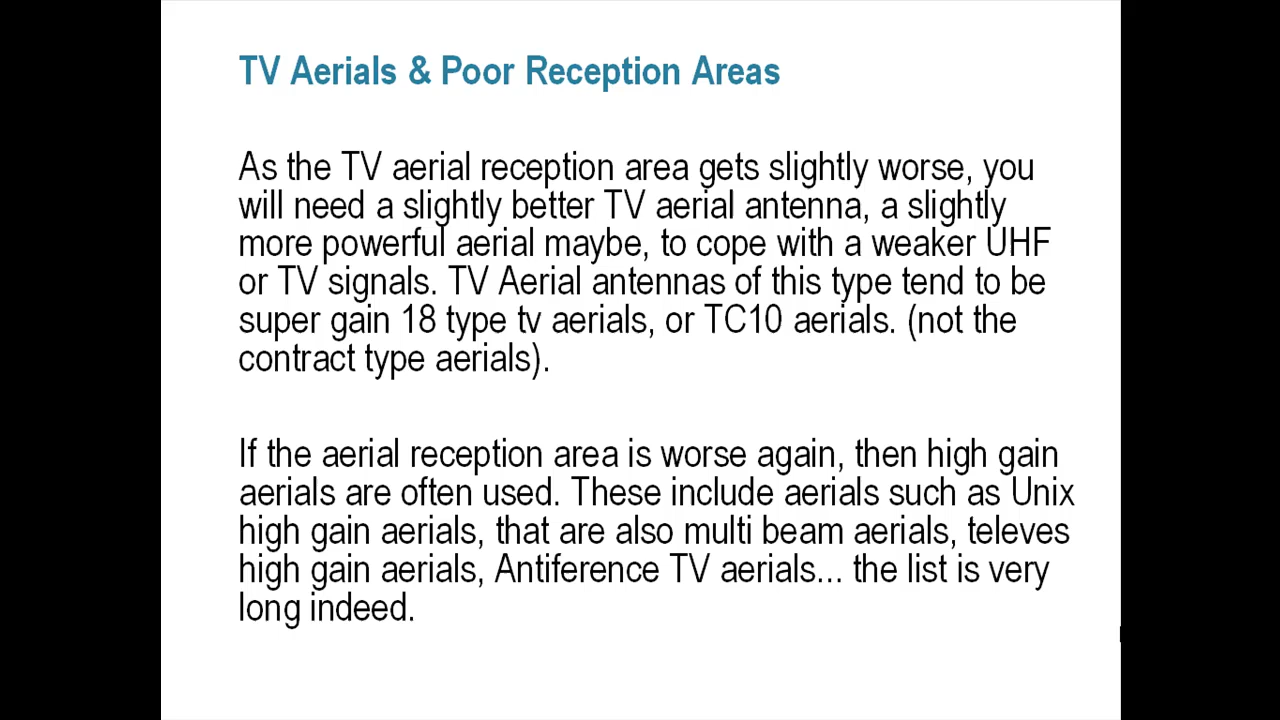 TV Aerials & Poor Reception Areas
As the TV aerial reception area gets slightly worse, you
will need a slightly better TV aerial antenna, a slightly
more powerful aerial maybe, to cope with a weaker UHF
or TV signals. TV Aerial antennas of this type tend to be
super gain 18 type tv aerials, or TC10 aerials. (not the
contract type aerials).
If the aerial reception area is worse again, then high gain
aerials are often used. These include aerials such as Unix
high gain aerials, that are also multi beam aerials, televes
high gain aerials, Antiference TV aerials... the list is very
long indeed.